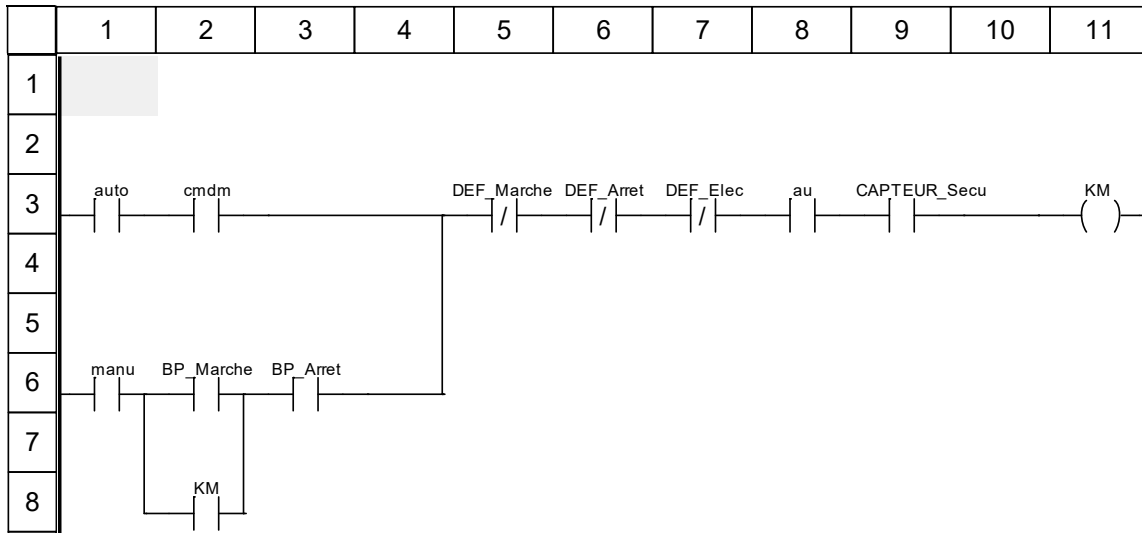 1 2 3 4 5 6 7 8 9 10 11
1
2
auto cmdm DEF_Marche DEF_Arret DEF_Elec au CAPTEUR_Secu KM
3 / / / ( )
4
5
manu BP_Marche BP_Arret
6
7
KM
8